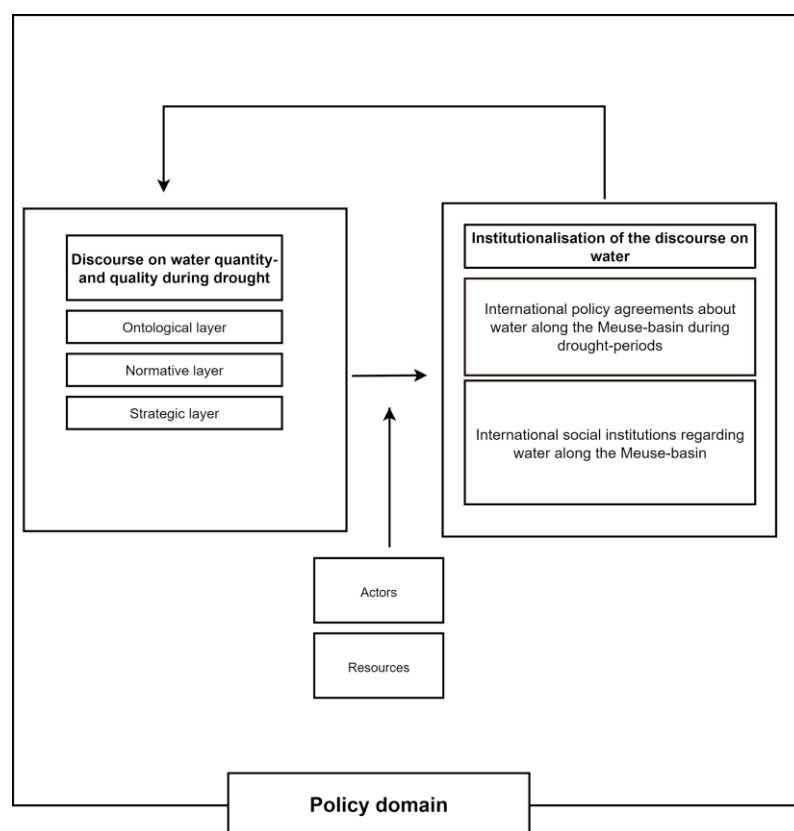 Discourse on water quantity-
and quality during drought
Ontological layer
Normative layer
Strategic layer
Institutionalisation of the discourse on
water
International policy agreements about
water along the Meuse-basin during
drought-periods
International social institutions regarding
water along the Meuse-basin
Actors
Resources
Policy domain